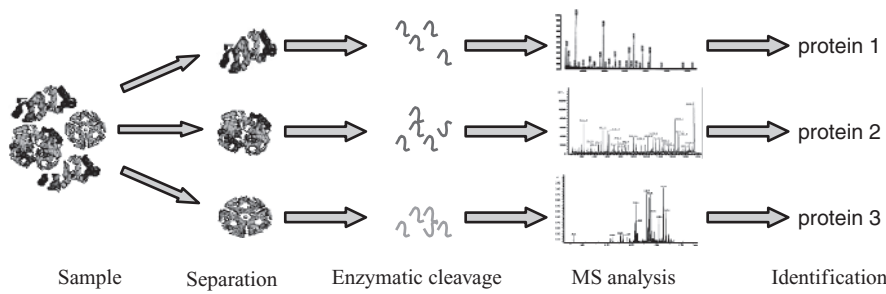 protein 1
protein 2
protein 3
Sample Separation Enzymatic cleavage MS analysis Identification